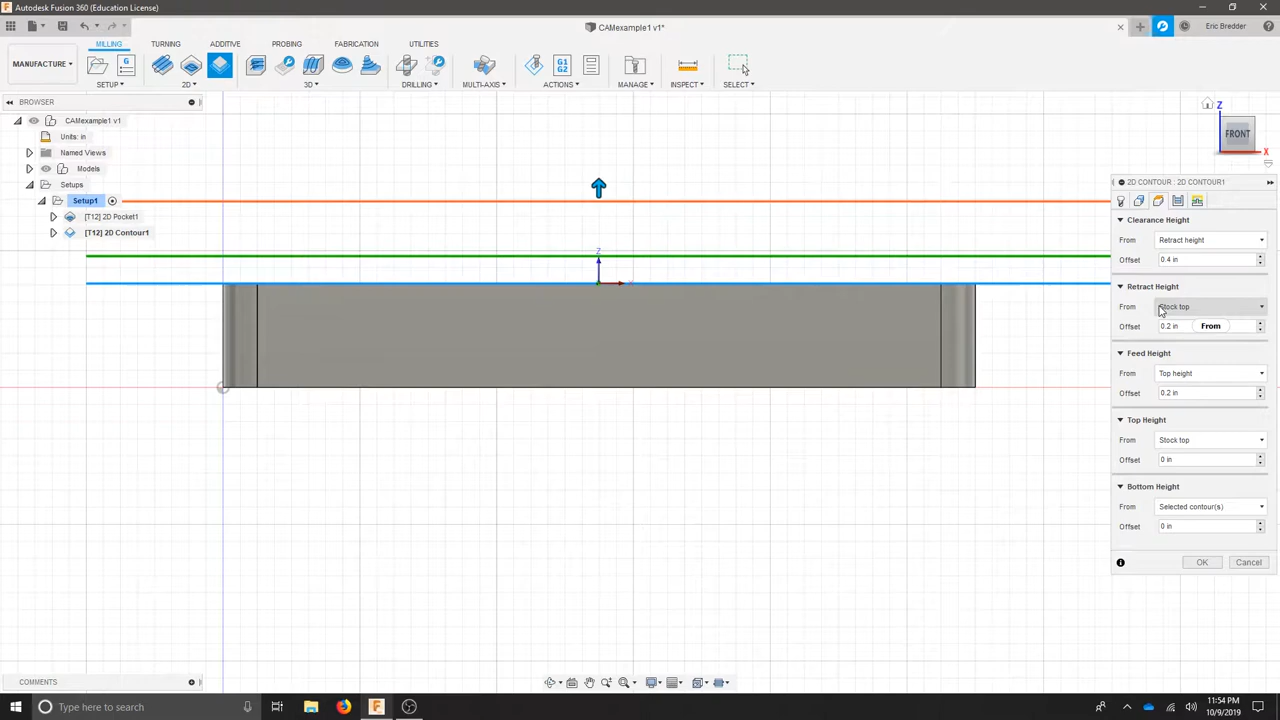 Autodesk Fusion 360 (Education License)
CAMexample1 v1*
Eric Bredder
MILLING
TURNING
ADDITIVE
PROBING
FABRICATION
UTILITIES
MANUFACTURE
G
G1
G2
SETUP
2D
3D
DRILLING
MULTI-AXIS
ACTIONS
MANAGE
INSPECT
SELECT
BROWSER
CAMexample1 v1
Units: in
Named Views
Models
Setups
Setup1
[T12] 2D Pocket1
[T12] 2D Contour1
Z
FRONT
X
Z
X
2D CONTOUR : 2D CONTOUR1
Clearance Height
From Retract height
Offset 0.4 in
Retract Height
From Stock top
Offset 0.2 in From
Feed Height
From Top height
Offset 0.2 in
Top Height
From Stock top
Offset 0 in
Bottom Height
From Selected contour(s)
Offset 0 in
OK Cancel
COMMENTS
Type here to search
11:54 PM
10/9/2019